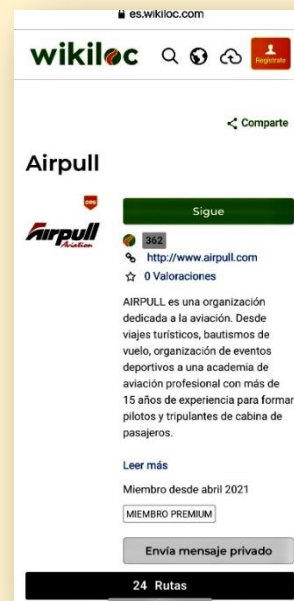 es.wikiloc.com
wikiloc
Regístrate
Comparte
Airpull
ORG
Airpull
Aviation
Sigue
362
http://www.airpull.com
0 Valoraciones
AIRPULL es una organización
dedicada a la aviación. Desde
viajes turísticos, bautismos de
vuelo, organización de eventos
deportivos a una academia de
aviación profesional con más de
15 años de experiencia para formar
pilotos y tripulantes de cabina de
pasajeros.
Leer más
Miembro desde abril 2021
MIEMBRO PREMIUM
Envía mensaje privado
24 Rutas